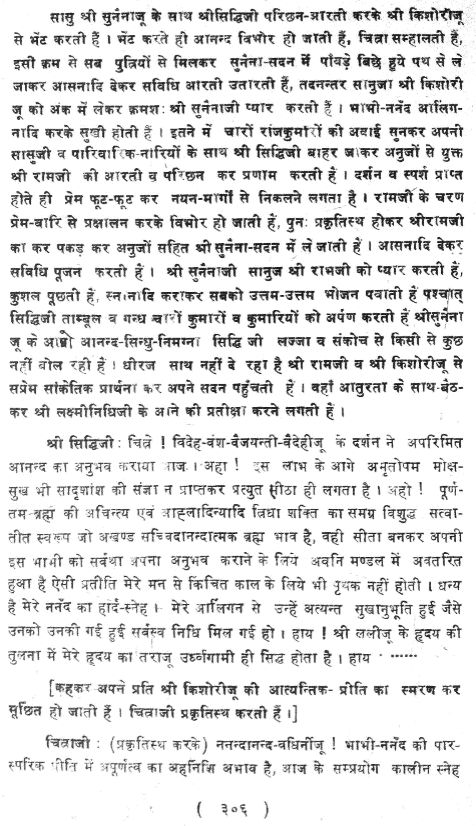 सासु श्री सुनैनाजू के साथ श्रीसिद्धिजी परिछन-आरती करके श्री किशोरीजू
से भेंट करती हैं । भेंट करते ही आनन्द विभोर हो जाती हैं, चित्रा सम्हालती हैं,
इसी क्रम से सब पुत्रियों से मिलकर सुनैना-सदन में पाँवड़े बिछे हुये पथ से ले
जाकर आसनादि देकर सविधि आरती उतारती हैं, तदनन्तर सानुजा श्री किशोरी
जू को अंक में लेकर क्रमशः श्री सुनैनाजी प्यार करती हैं । भाभी-ननँद आलिंग-
नादि करके सुखी होती हैं । इतने में चारों राजकुमारों की अवाई सुनकर अपनी
सासुजी व पारिवारिक-नारियों के साथ श्री सिद्धिजी बाहर जाकर अनुजों से युक्त
श्री रामजी की आरती व परिछन कर प्रणाम करती हैं । दर्शन व स्पर्श प्राप्त
होते ही प्रेम फूट-फूट कर नयन-मार्गों से निकलने लगता है । रामजी के चरण
प्रेम-बारि से प्रक्षालन करके विभोर हो जाती हैं, पुनः प्रकृतिस्थ होकर श्रीरामजी
का कर पकड़ कर अनुजों सहित श्री सुनैना-सदन में ले जाती हैं । आसनादि देकर
सविधि पूजन करती हैं । श्री सुनैनाजी सानुज श्री रामजी को प्यार करती हैं,
कुशल पूछती हैं, स्नानादि कराकर सबको उत्तम-उत्तम भोजन पवाती हैं पश्चात्
सिद्धिजी ताम्बूल व गन्ध चारों कुमारों व कुमारियों को अर्पण करती हैं श्रीसुनैना
जू के आगे आनन्द-सिन्धु-निमग्ना सिद्धि जी लज्जा व संकोच से किसी से कुछ
नहीं बोल रही हैं । धीरज साथ नहीं दे रहा है श्री रामजी व श्री किशोरीजू से
सप्रेम सांकेतिक प्रार्थना कर अपने सदन पहुँचती हैं । वहाँ आतुरता के साथ-बैठ-
कर श्री लक्ष्मीनिधिजी के आने की प्रतीक्षा करने लगती हैं ।
श्री सिद्धिजी : चित्रे ! विदेह-वंश-बैजयन्ती-बैदेहीजू के दर्शन ने अपरिमित
आनन्द का अनुभव कराया आज । अहा ! इस लाभ के आगे अमृतोपम मोक्ष-
सुख भी सादृशांश की संज्ञा न प्राप्तकर प्रत्युत सीठा ही लगता है । अहो ! पूर्ण-
तम-ब्रह्म की अचिन्त्य एवं आह्लादिन्यादि त्रिधा शक्ति का समग्र विशुद्ध सत्वा-
तीत स्वरूप जो अखण्ड सच्चिदानन्दात्मक ब्रह्म भाव है, वही सीता बनकर अपनी
इस भाभी को सर्वथा अपना अनुभव कराने के लिये अवनि मण्डल में अवतरित
हुआ है ऐसी प्रतीति मेरे मन से किंचित काल के लिये भी पृथक नहीं होती । धन्य
है मेरे ननँद का हार्द-स्नेह । मेरे आलिंगन से उन्हें अत्यन्त सुखानुभूति हुई जैसे
उनको उनकी गई हुई सर्वस्व निधि मिल गई हो । हाय ! श्री ललीजू के हृदय की
तुलना में मेरे हृदय का तराजू उर्ध्वगामी ही सिद्ध होता है । हाय ......
[कहकर अपने प्रति श्री किशोरीजू की आत्यन्तिक- प्रीति का स्मरण कर
मूर्छित हो जाती हैं । चित्राजी प्रकृतिस्थ करती हैं ।]
चित्राजी : (प्रकृतिस्थ करके) ननन्दानन्द-वर्धिनीजू ! भाभी-ननँद की पार-
स्परिक प्रीति में अपूर्णत्व का अहर्निशि अभाव है, आज के सम्प्रयोग कालीन स्नेह
( ३०६ )